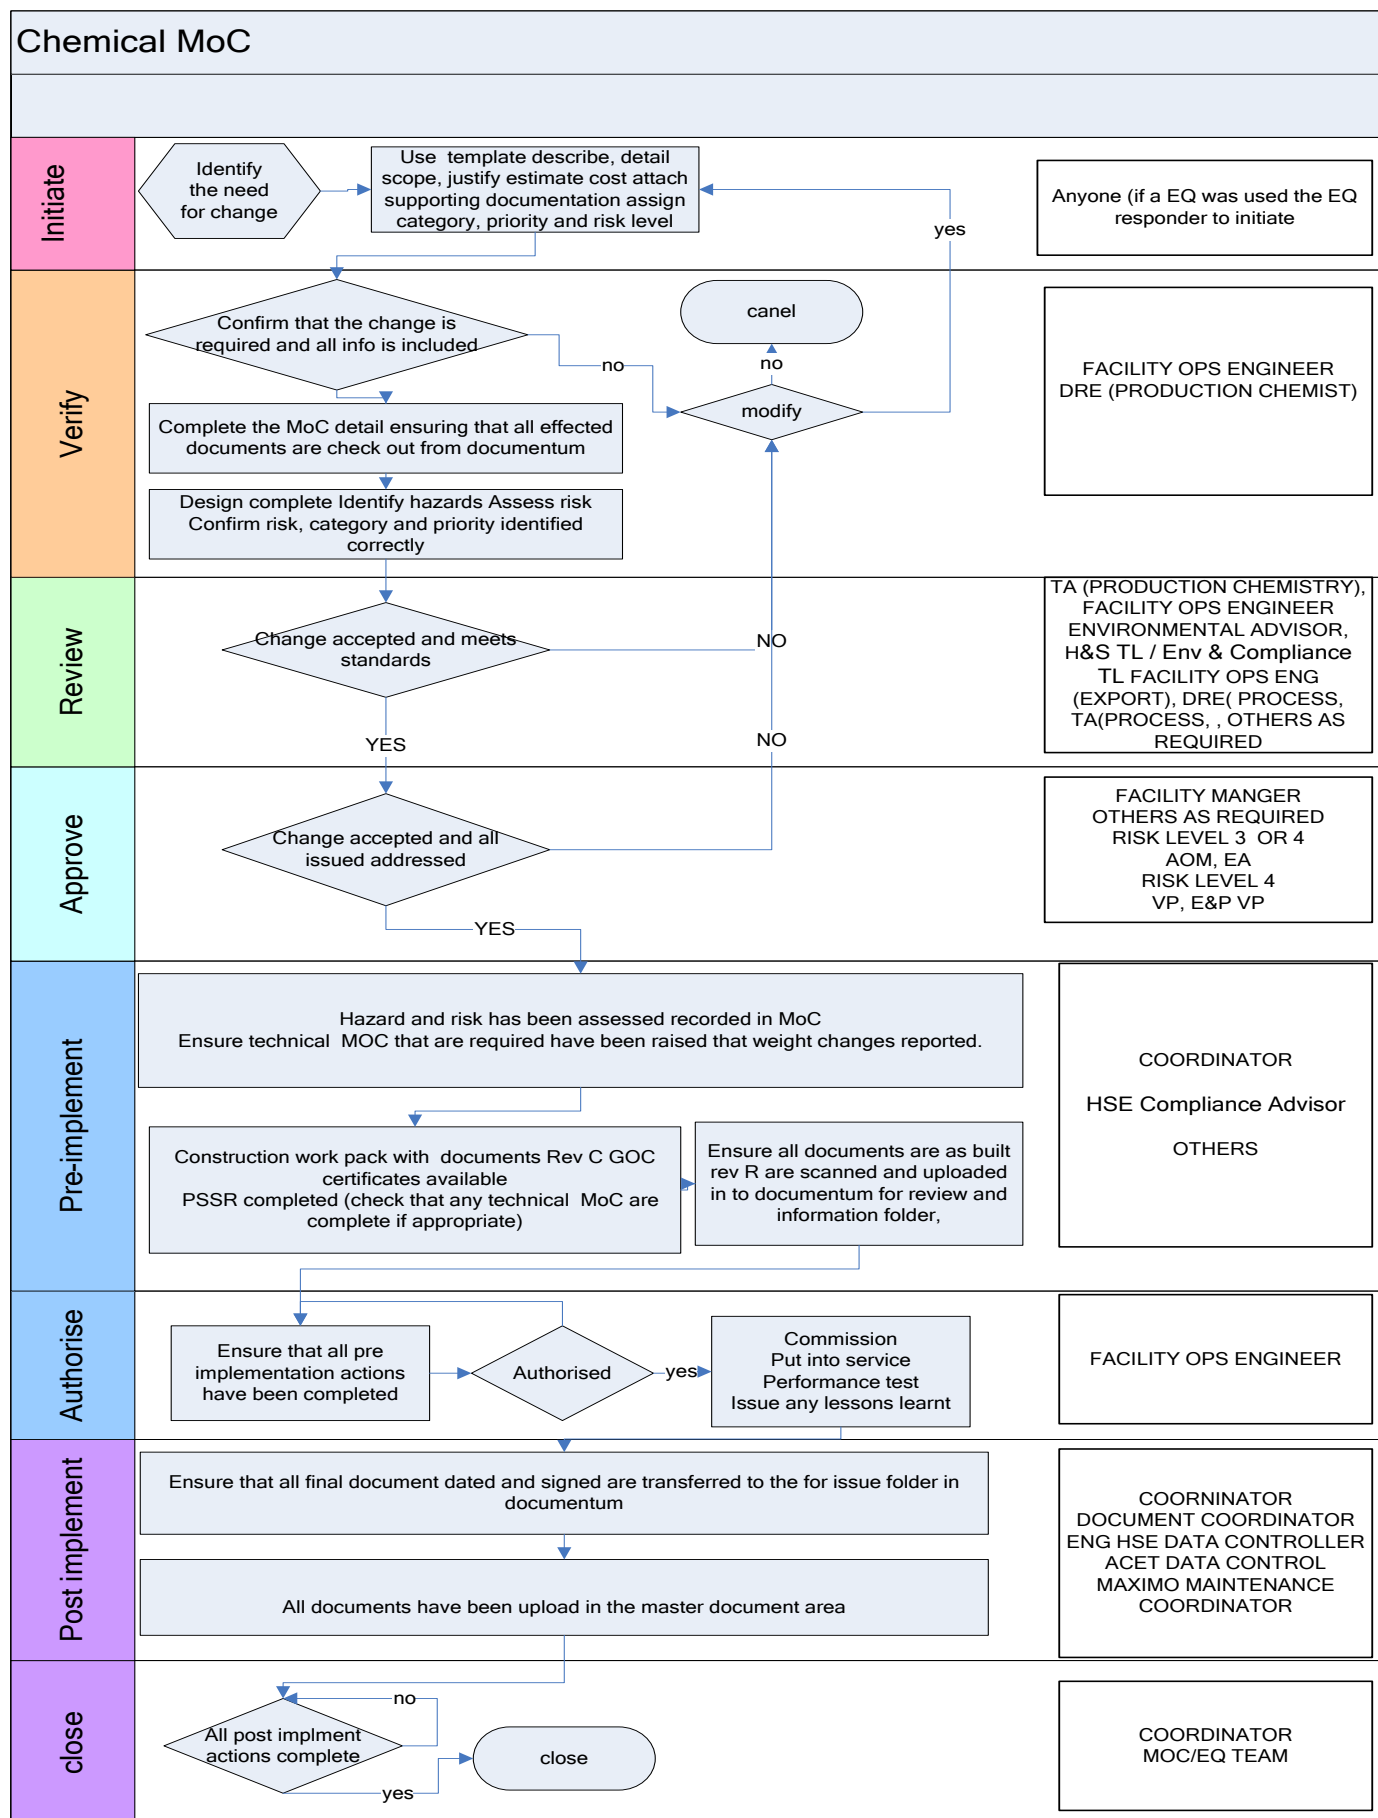 Chemical MoC
Initiate
Identify
the need
for change
Use template describe, detail
scope, justify estimate cost attach
supporting documentation assign
category, priority and risk level
yes
Anyone (if a EQ was used the EQ
responder to initiate
Verify
Confirm that the change is
required and all info is included
no
canel
no
modify
Complete the MoC detail ensuring that all effected
documents are check out from documentum
Design complete Identify hazards Assess risk
Confirm risk, category and priority identified
correctly
FACILITY OPS ENGINEER
DRE (PRODUCTION CHEMIST)
Review
Change accepted and meets
standards
NO
YES
NO
TA (PRODUCTION CHEMISTRY),
FACILITY OPS ENGINEER
ENVIRONMENTAL ADVISOR,
H&S TL / Env & Compliance
TL FACILITY OPS ENG
(EXPORT), DRE( PROCESS,
TA(PROCESS, , OTHERS AS
REQUIRED
Approve
Change accepted and all
issued addressed
YES
FACILITY MANGER
OTHERS AS REQUIRED
RISK LEVEL 3 OR 4
AOM, EA
RISK LEVEL 4
VP, E&P VP
Pre-implement
Hazard and risk has been assessed recorded in MoC
Ensure technical MOC that are required have been raised that weight changes reported.
Construction work pack with documents Rev C GOC
certificates available
PSSR completed (check that any technical MoC are
complete if appropriate)
Ensure all documents are as built
rev R are scanned and uploaded
in to documentum for review and
information folder,
COORDINATOR
HSE Compliance Advisor
OTHERS
Authorise
Ensure that all pre
implementation actions
have been completed
Authorised
yes
Commission
Put into service
Performance test
Issue any lessons learnt
FACILITY OPS ENGINEER
Post implement
Ensure that all final document dated and signed are transferred to the for issue folder in
documentum
All documents have been upload in the master document area
COORNINATOR
DOCUMENT COORDINATOR
ENG HSE DATA CONTROLLER
ACET DATA CONTROL
MAXIMO MAINTENANCE
COORDINATOR
close
no
All post implment
actions complete
yes
close
COORDINATOR
MOC/EQ TEAM